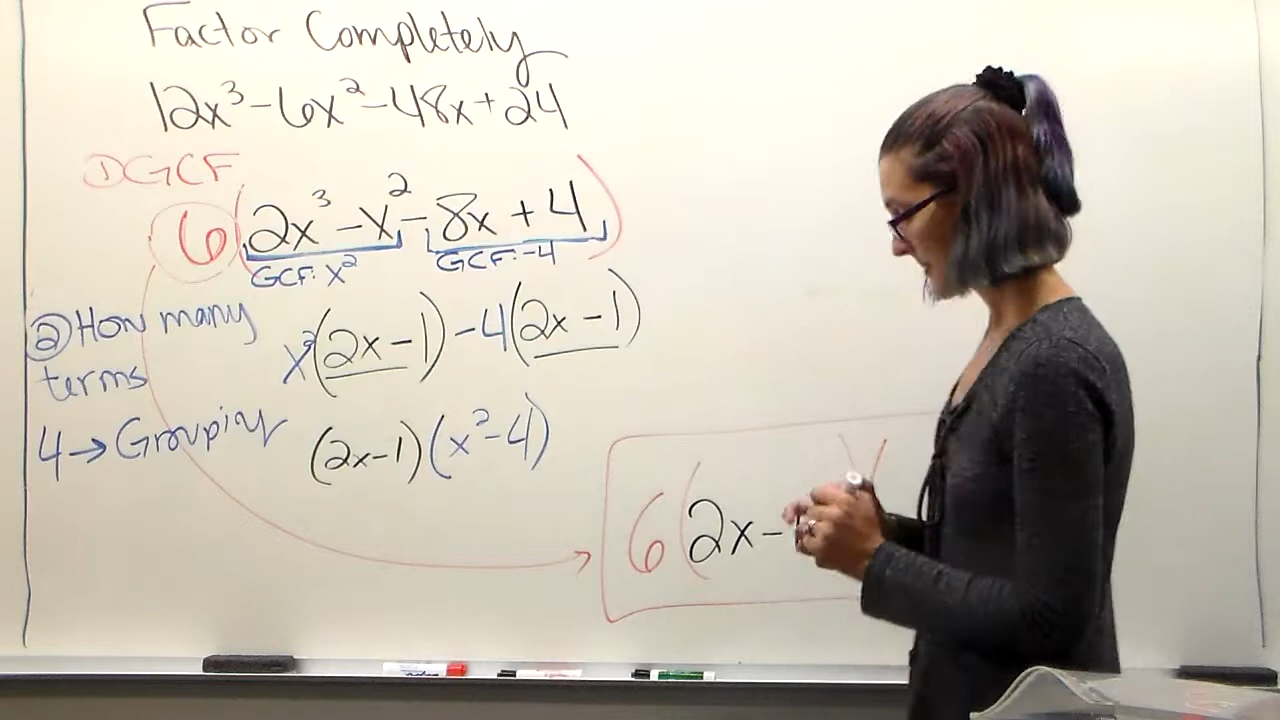 Factor Completely
12x³-6x²-48x+24
① GCF
6(2x³-x²-8x+4)
GCF: x² GCF: -4
② How many
terms
x²(2x-1)-4(2x-1)
4→Grouping
(2x-1)(x²-4)
6(2x-